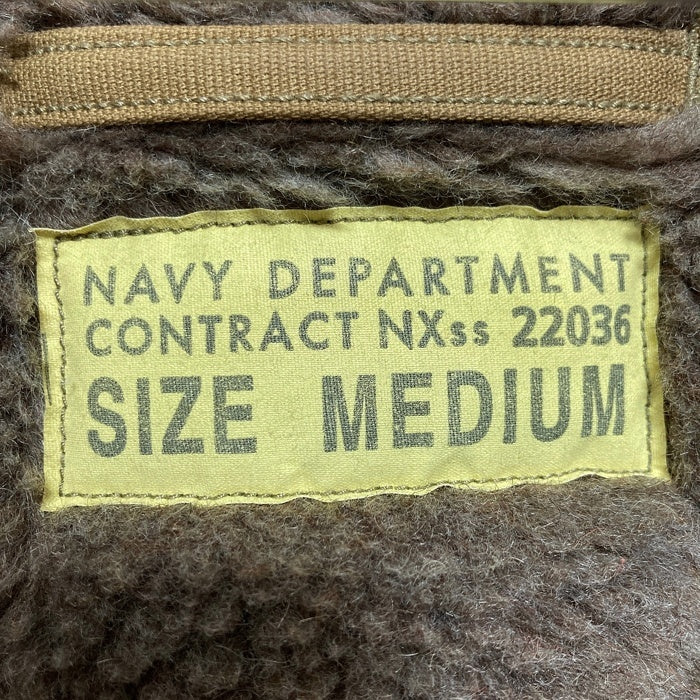 NAVY DEPARTMENT
CONTRACT NXss 22036
SIZE MEDIUM